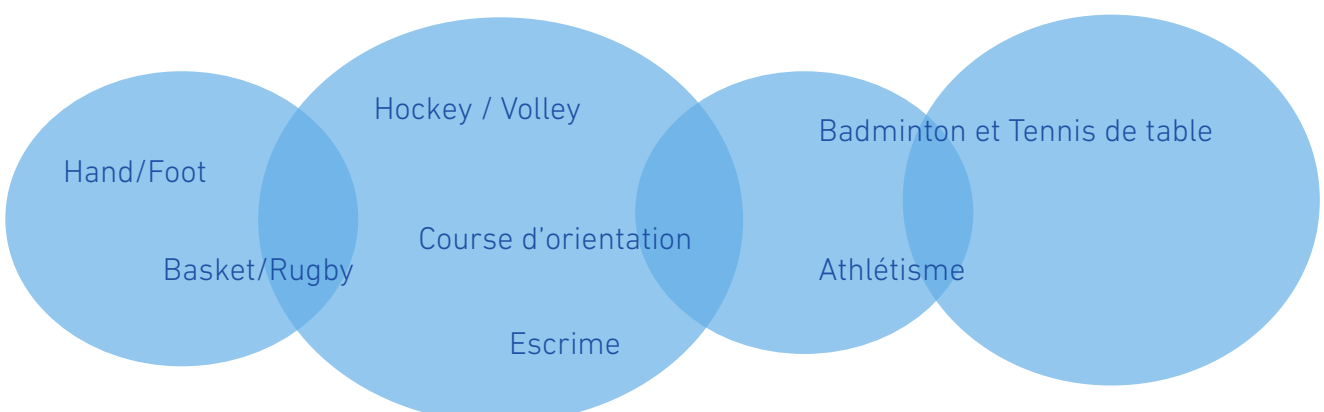 Hand/Foot
Basket/Rugby
Hockey / Volley
Course d'orientation
Escrime
Badminton et Tennis de table
Athlétisme